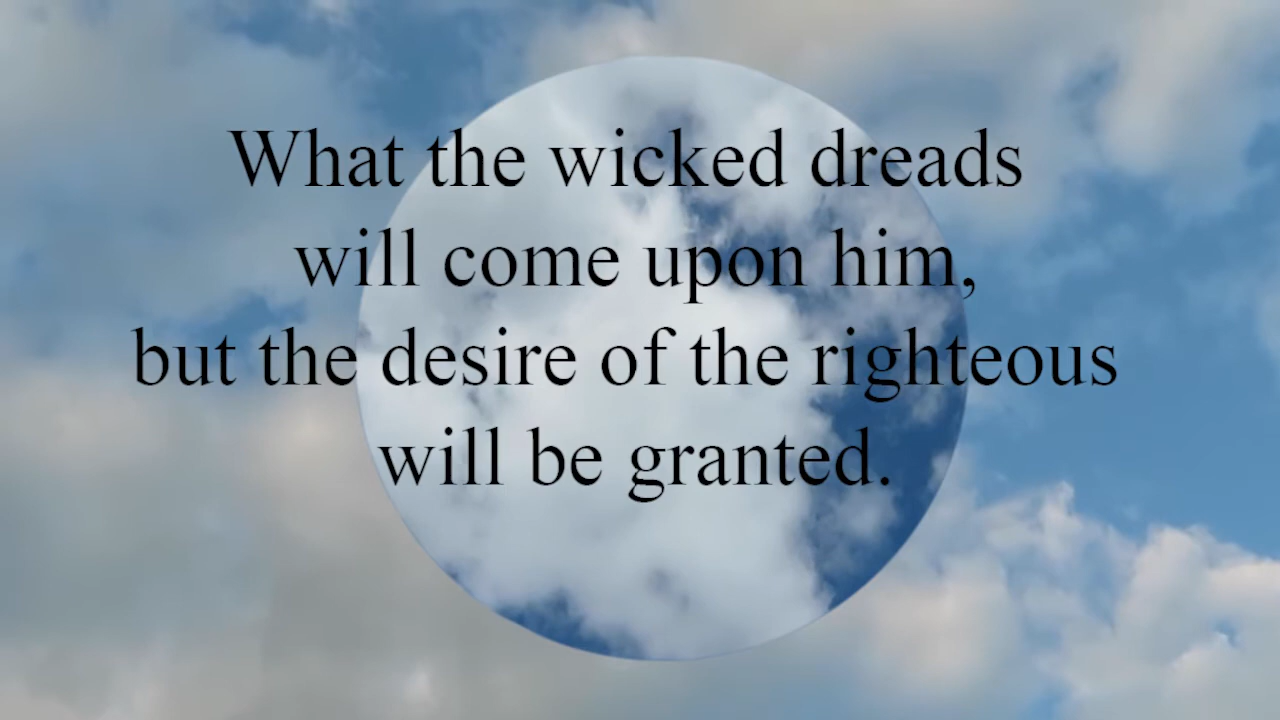 What the wicked dreads
will come upon him,
but the desire of the righteous
will be granted.